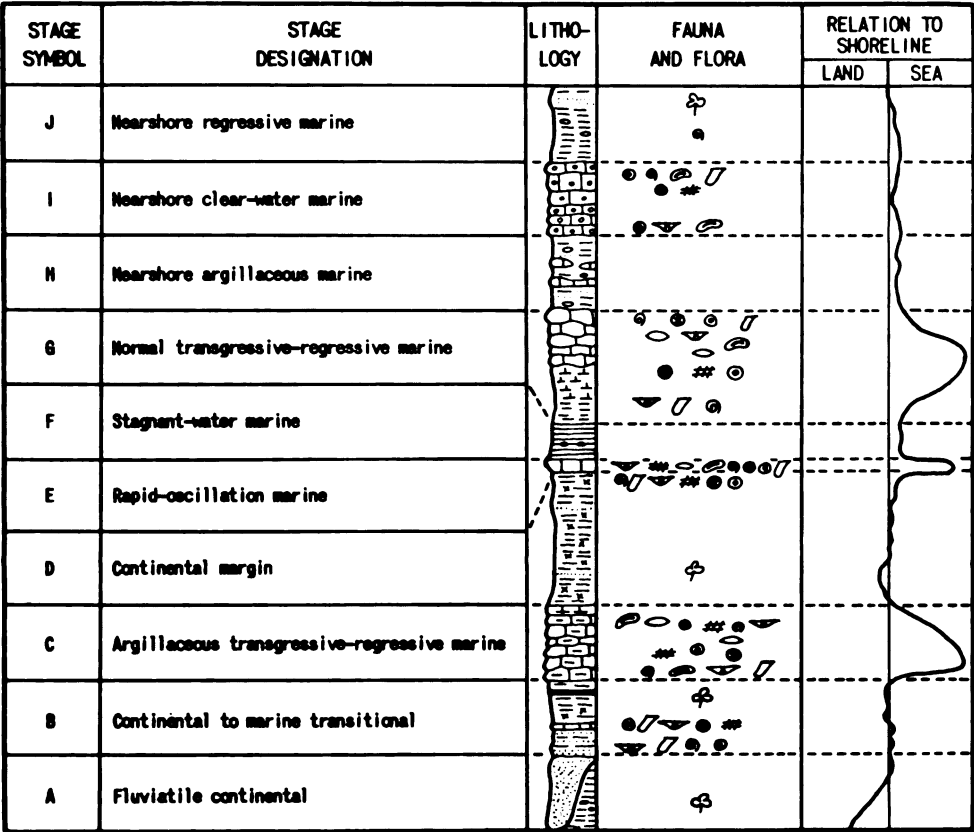 STAGE SYMBOL
STAGE DESIGNATION
LITHO-LOGY
FAUNA AND FLORA
RELATION TO SHORELINE
LAND
SEA
J Nearshore regressive marine
I Nearshore clear-water marine
H Nearshore argillaceous marine
G Normal transgressive-regressive marine
F Stagnant-water marine
E Rapid-oscillation marine
D Continental margin
C Argillaceous transgressive-regressive marine
B Continental to marine transitional
A Fluviatile continental